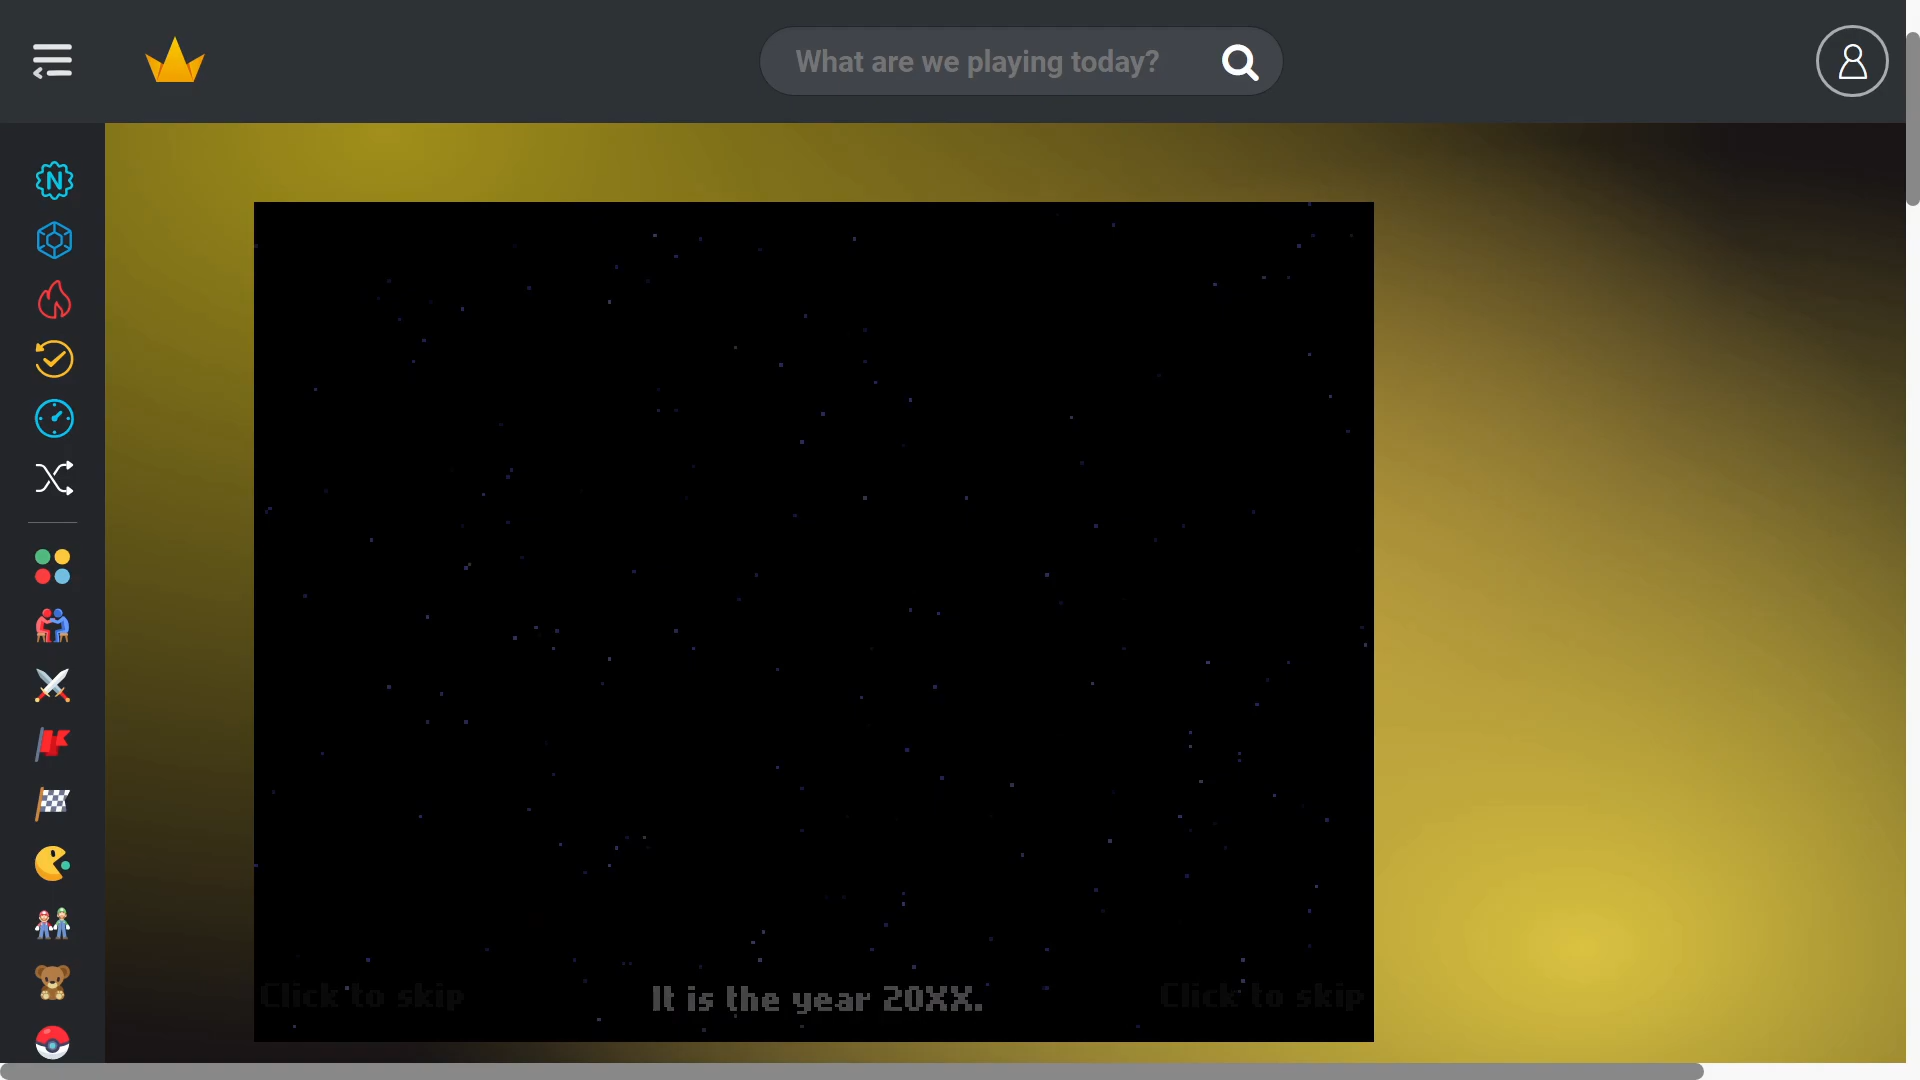 What are we playing today?
N
Click to skip
It is the year 20XX.
Click to skip